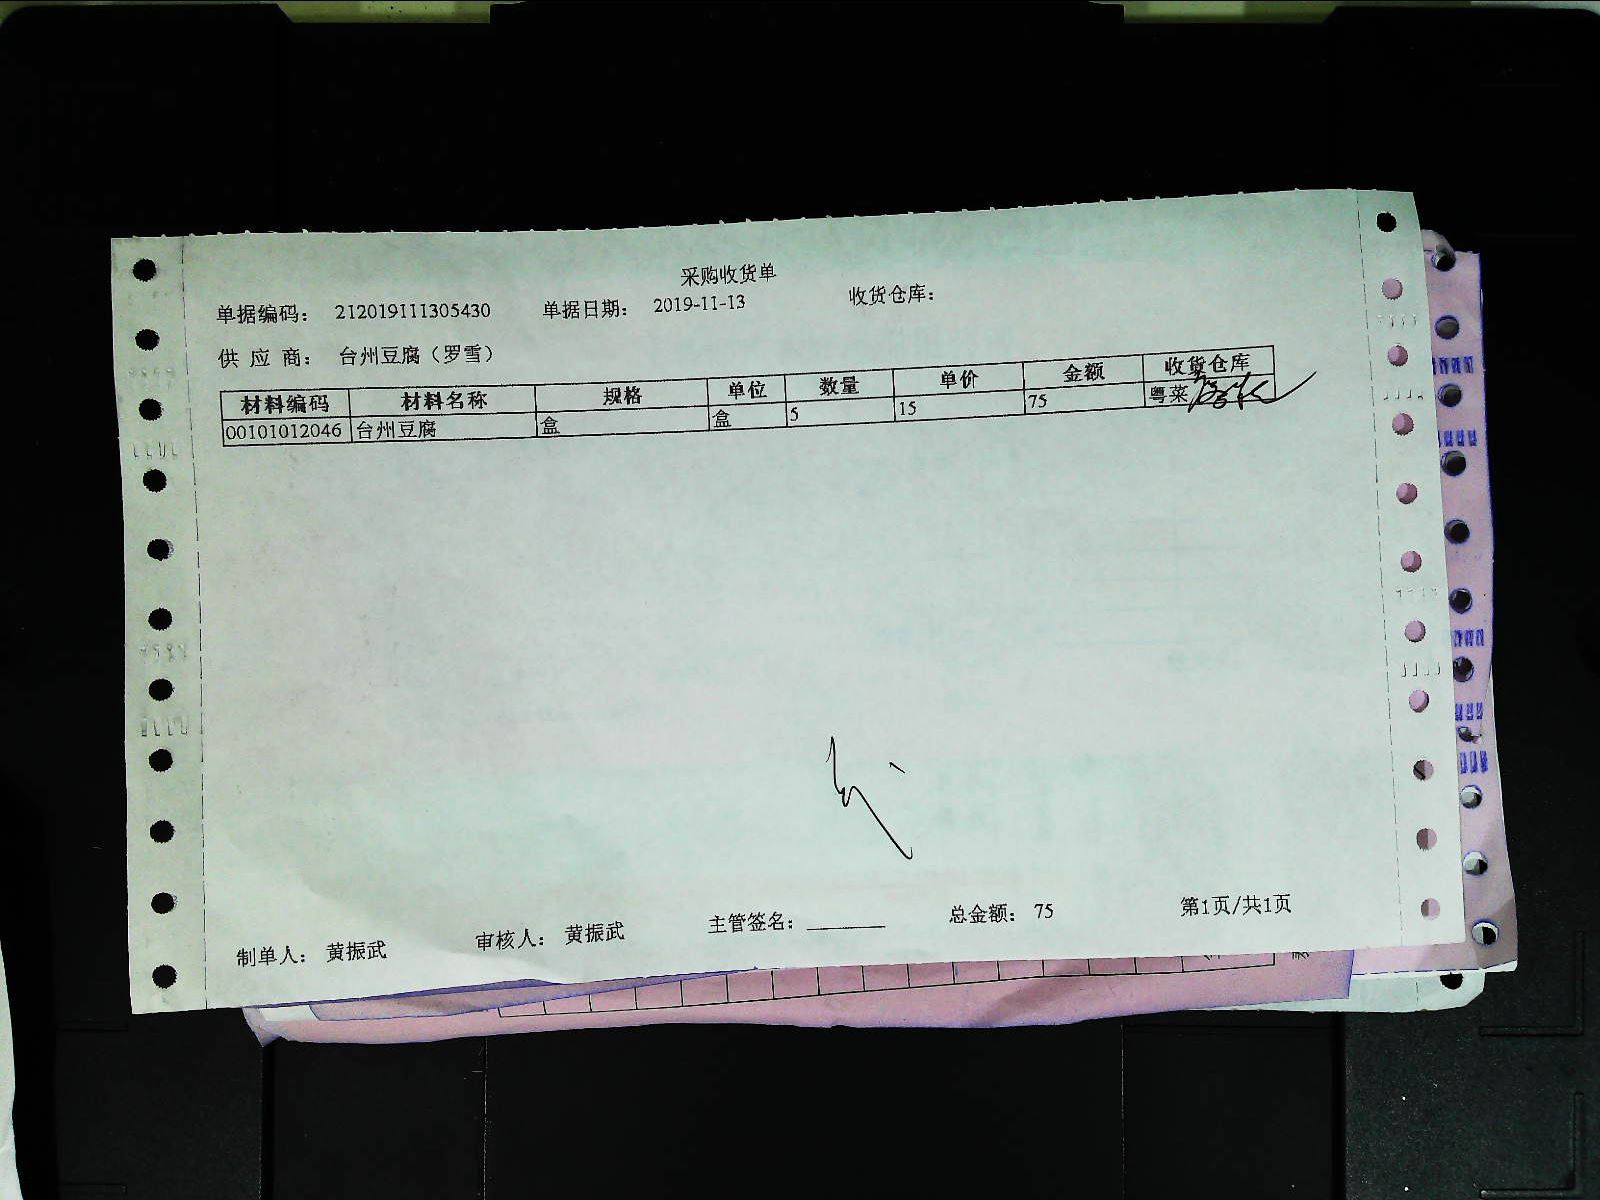 采购收货单
单据编码： 212019111305430 单据日期： 2019-11-13 收货仓库：
供 应 商： 台州豆腐（罗雪）
材料编码 材料名称 规格 单位 数量 单价 金额 收货仓库
00101012046 台州豆腐 盒 盒 5 15 75 粤菜
制单人： 黄振武 审核人： 黄振武 主管签名：_______ 总金额： 75 第1页/共1页